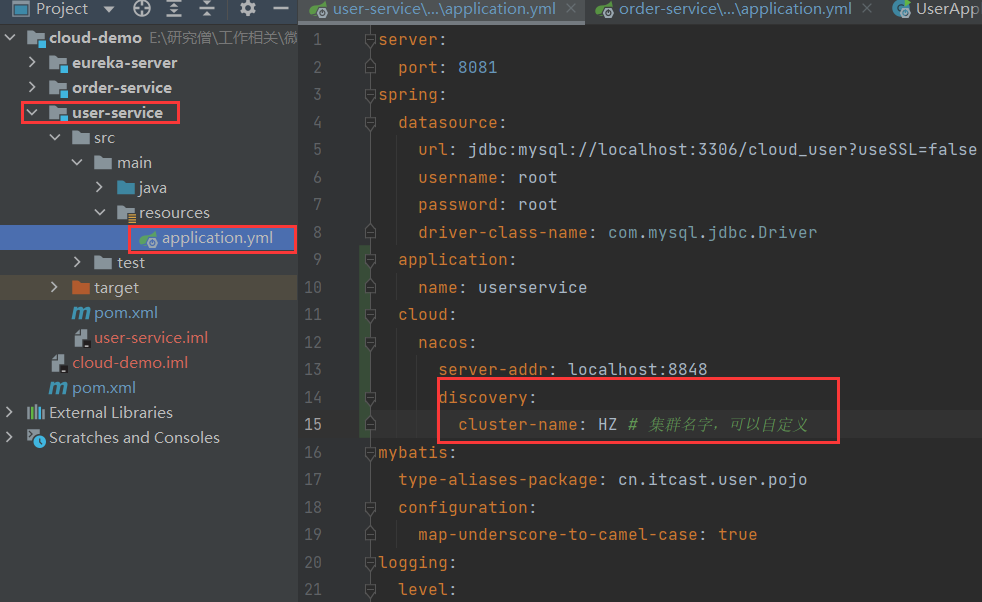 Project
user-service\...\application.yml
order-service\...\application.yml
UserApp
cloud-demo E:\研究僧\工作相关\微
eureka-server
order-service
user-service
src
main
java
resources
application.yml
test
target
pom.xml
user-service.iml
cloud-demo.iml
pom.xml
External Libraries
Scratches and Consoles
1 server:
2 port: 8081
3 spring:
4 datasource:
5 url: jdbc:mysql://localhost:3306/cloud_user?useSSL=false
6 username: root
7 password: root
8 driver-class-name: com.mysql.jdbc.Driver
9 application:
10 name: userservice
11 cloud:
12 nacos:
13 server-addr: localhost:8848
14 discovery:
15 cluster-name: HZ # 集群名字，可以自定义
16 mybatis:
17 type-aliases-package: cn.itcast.user.pojo
18 configuration:
19 map-underscore-to-camel-case: true
20 logging:
21 level: